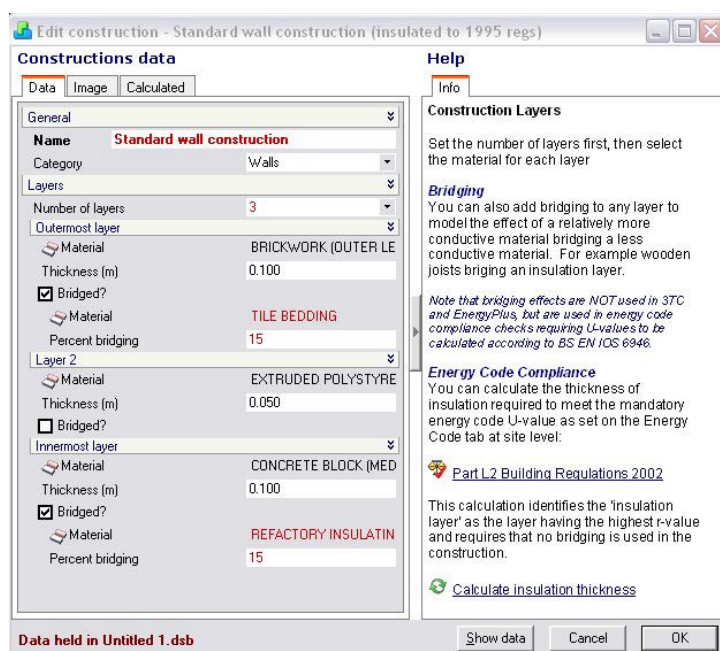 Edit construction - Standard wall construction (insulated to 1995 regs)
Constructions data
Data Image Calculated
General
Name Standard wall construction
Category Walls
Layers
Number of layers 3
Outermost layer
Material BRICKWORK (OUTER LE
Thickness (m) 0.100
Bridged?
Material TILE BEDDING
Percent bridging 15
Layer 2
Material EXTRUDED POLYSTYRE
Thickness (m) 0.050
Bridged?
Innermost layer
Material CONCRETE BLOCK (MED
Thickness (m) 0.100
Bridged?
Material REFACTORY INSULATIN
Percent bridging 15
Data held in Untitled 1.dsb
Help
Info
Construction Layers
Set the number of layers first, then select
the material for each layer
Bridging
You can also add bridging to any layer to
model the effect of a relatively more
conductive material bridging a less
conductive material. For example wooden
joists briging an insulation layer.
Note that bridging effects are NOT used in 3TC
and EnergyPlus, but are used in energy code
compliance checks requiring U-values to be
calculated according to BS EN IOS 6946.
Energy Code Compliance
You can calculate the thickness of
insulation required to meet the mandatory
energy code U-value as set on the Energy
Code tab at site level:
Part L2 Building Regulations 2002
This calculation identifies the 'insulation
layer' as the layer having the highest r-value
and requires that no bridging is used in the
construction.
Calculate insulation thickness
Show data Cancel OK